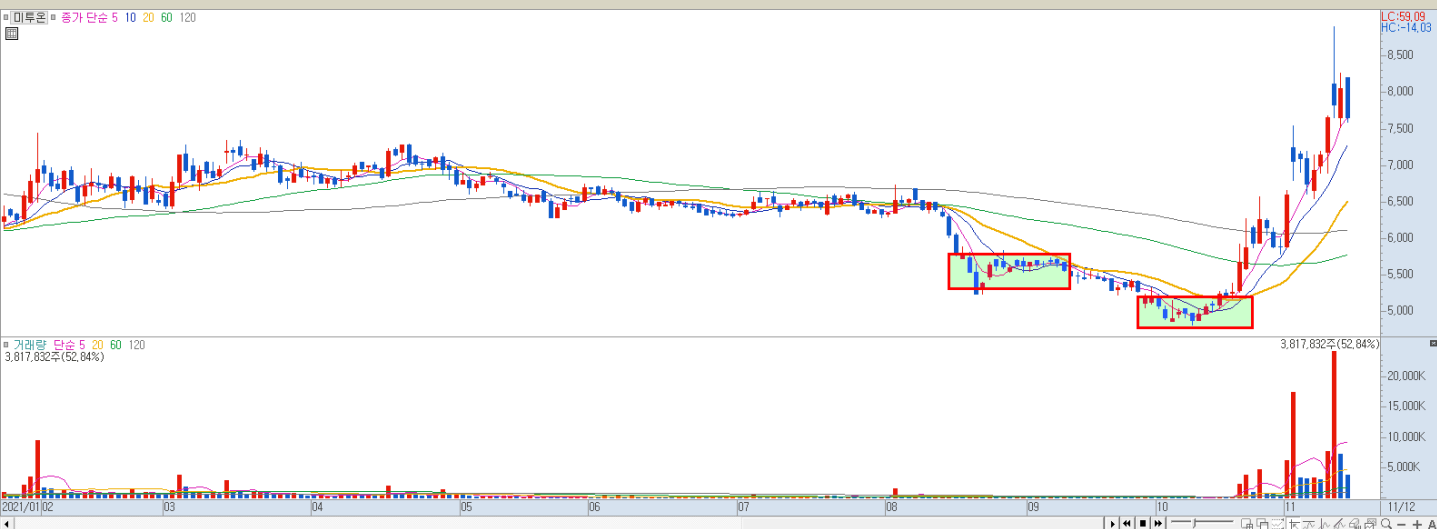 미투온 종가 단순 5 10 20 60 120
LC:59,09
HC:-14,03
8,500
8,000
7,500
7,000
6,500
6,000
5,500
5,000
거래량 단순 5 20 60 120
3,817,832주(52,84%)
3,817,832주(52,84%)
20,000K
15,000K
10,000K
5,000K
2021/01 02 03 04 05 06 07 08 09 10 11 11/12